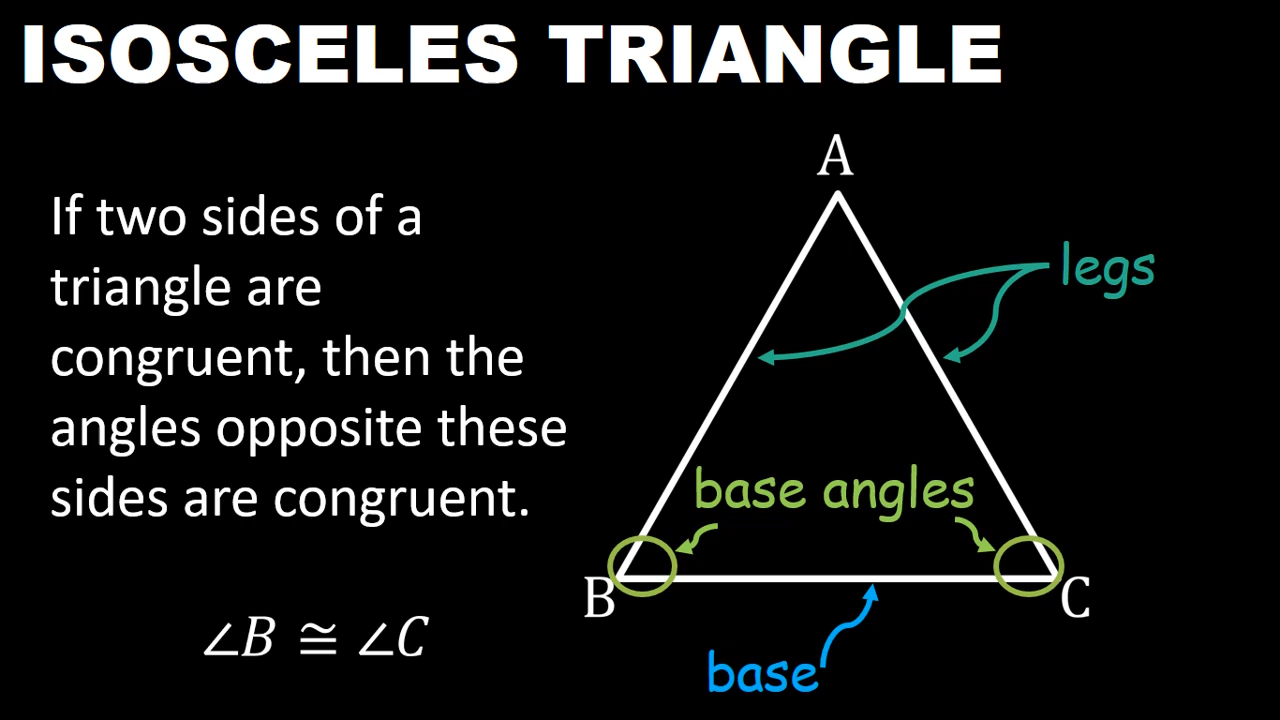 ISOSCELES TRIANGLE
If two sides of a
triangle are
congruent, then the
angles opposite these
sides are congruent.
∠B ≅ ∠C
A
legs
base angles
B
C
base